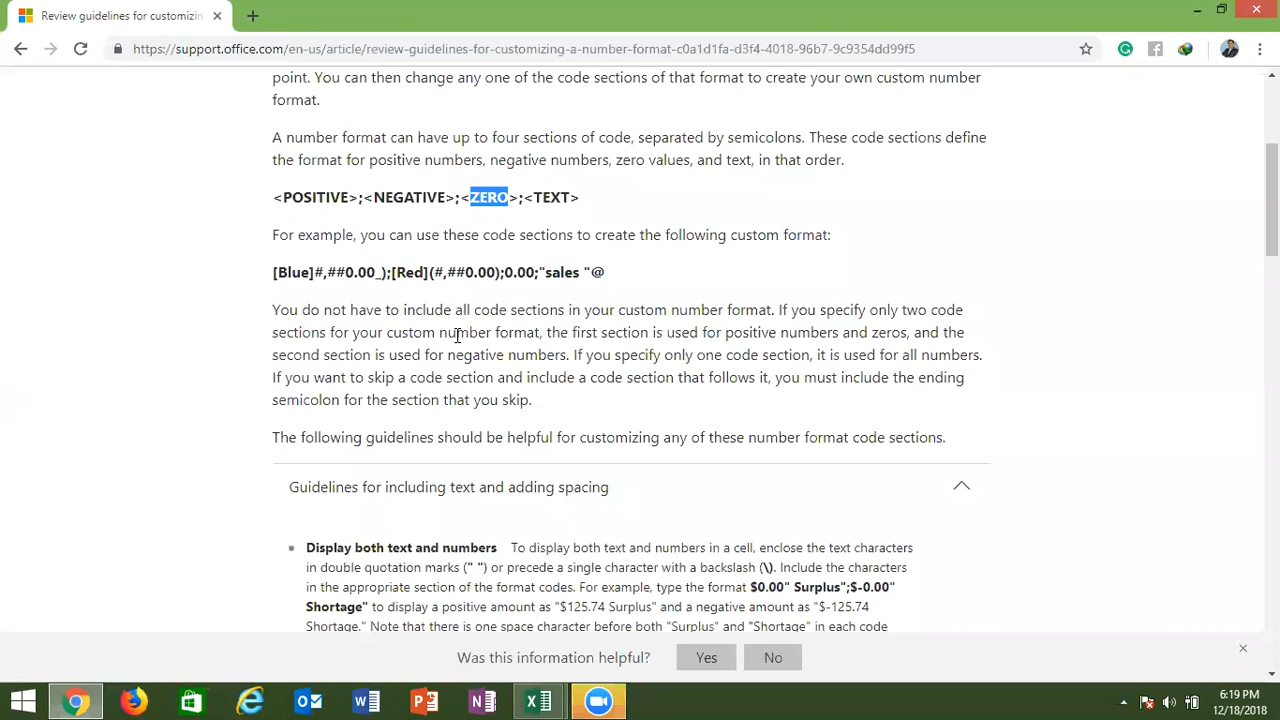 Review guidelines for customizin
https://support.office.com/en-us/article/review-guidelines-for-customizing-a-number-format-c0a1d1fa-d3f4-4018-96b7-9c9354dd99f5
point. You can then change any one of the code sections of that format to create your own custom number
format.
A number format can have up to four sections of code, separated by semicolons. These code sections define
the format for positive numbers, negative numbers, zero values, and text, in that order.
<POSITIVE>;<NEGATIVE>;<ZERO>;<TEXT>
For example, you can use these code sections to create the following custom format:
[Blue]#,##0.00_);[Red](#,##0.00);0.00;"sales "@
You do not have to include all code sections in your custom number format. If you specify only two code
sections for your custom number format, the first section is used for positive numbers and zeros, and the
second section is used for negative numbers. If you specify only one code section, it is used for all numbers.
If you want to skip a code section and include a code section that follows it, you must include the ending
semicolon for the section that you skip.
The following guidelines should be helpful for customizing any of these number format code sections.
Guidelines for including text and adding spacing
Display both text and numbers To display both text and numbers in a cell, enclose the text characters
in double quotation marks (" ") or precede a single character with a backslash (\). Include the characters
in the appropriate section of the format codes. For example, type the format $0.00" Surplus";$-0.00"
Shortage" to display a positive amount as "$125.74 Surplus" and a negative amount as "$-125.74
Shortage." Note that there is one space character before both "Surplus" and "Shortage" in each code
Was this information helpful? Yes No
6:19 PM
12/18/2018